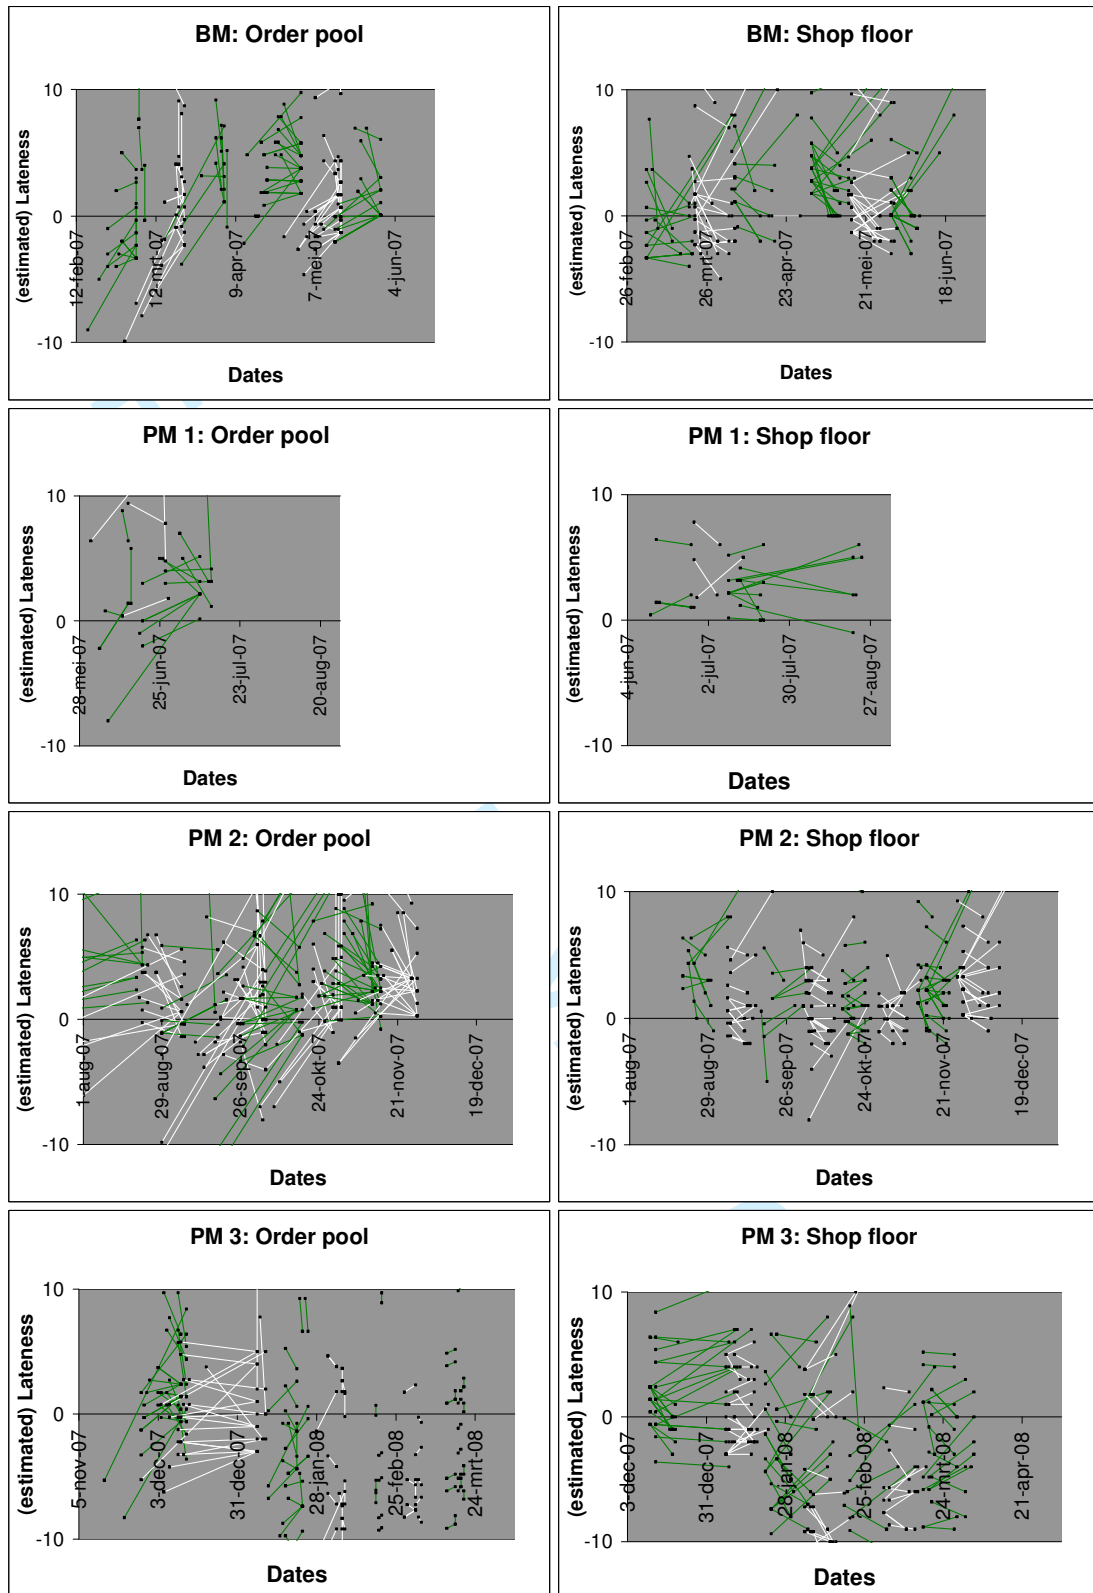 BM: Order pool
10
0
-10
(estimated) Lateness
12-feb-07
12-mrt-07
9-apr-07
7-mei-07
4-jun-07
Dates
BM: Shop floor
10
0
-10
(estimated) Lateness
26-feb-07
26-mrt-07
23-apr-07
21-mei-07
18-jun-07
Dates
PM 1: Order pool
10
0
-10
(estimated) Lateness
28-mei-07
25-jun-07
23-jul-07
20-aug-07
Dates
PM 1: Shop floor
10
0
-10
(estimated) Lateness
4-jun-07
2-jul-07
30-jul-07
27-aug-07
Dates
PM 2: Order pool
10
0
-10
(estimated) Lateness
1-aug-07
29-aug-07
26-sep-07
24-okt-07
21-nov-07
19-dec-07
Dates
PM 2: Shop floor
10
0
-10
(estimated) Lateness
1-aug-07
29-aug-07
26-sep-07
24-okt-07
21-nov-07
19-dec-07
Dates
PM 3: Order pool
10
0
-10
(estimated) Lateness
5-nov-07
3-dec-07
31-dec-07
28-jan-08
25-feb-08
24-mrt-08
Dates
PM 3: Shop floor
10
0
-10
(estimated) Lateness
3-dec-07
31-dec-07
28-jan-08
25-feb-08
24-mrt-08
21-apr-08
Dates